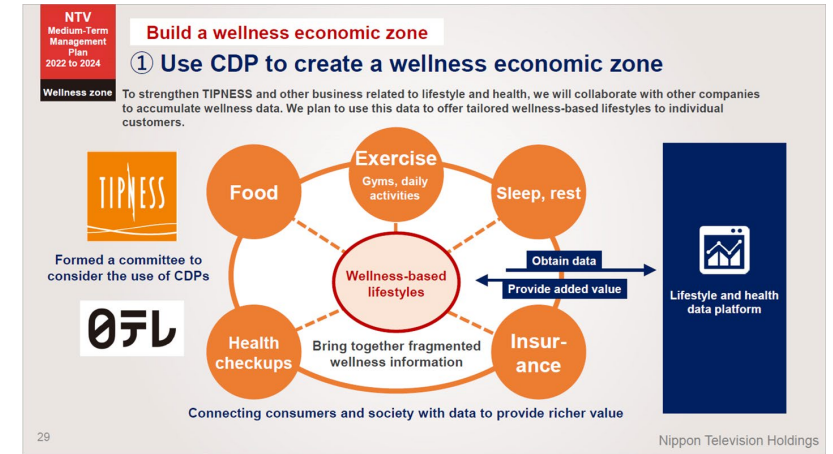 NTV
Medium-Term
Management
Plan
2022 to 2024
Wellness zone
Build a wellness economic zone
① Use CDP to create a wellness economic zone
To strengthen TIPNESS and other business related to lifestyle and health, we will collaborate with other companies
to accumulate wellness data. We plan to use this data to offer tailored wellness-based lifestyles to individual
customers.
TIPNESS
Formed a committee to
consider the use of CDPs
日テレ
Food
Exercise
Gyms, daily
activities
Sleep, rest
Wellness-based
lifestyles
Health
checkups
Bring together fragmented
wellness information
Insur-
ance
Obtain data
Provide added value
Lifestyle and health
data platform
Connecting consumers and society with data to provide richer value
29
Nippon Television Holdings